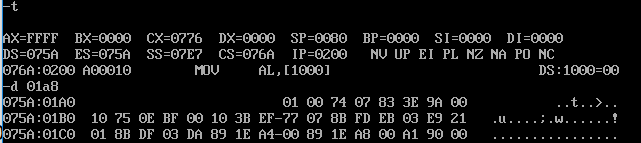 -t
AX=FFFF  BX=0000  CX=0776  DX=0000  SP=0080  BP=0000  SI=0000  DI=0000
DS=075A  ES=075A  SS=07E7  CS=076A  IP=0200   NV UP EI PL NZ NA PO NC
076A:0200 A00010        MOV     AL,[1000]                          DS:1000=00
-d 01a8
075A:01A0                          01 00 74 07 83 3E 9A 00           ..t..>..
075A:01B0  10 75 0E BF 00 10 3B EF-77 07 8B FD EB 03 E9 21   .u....;.w......!
075A:01C0  01 8B DF 03 DA 89 1E A4-00 89 1E A8 00 A1 90 00   ................